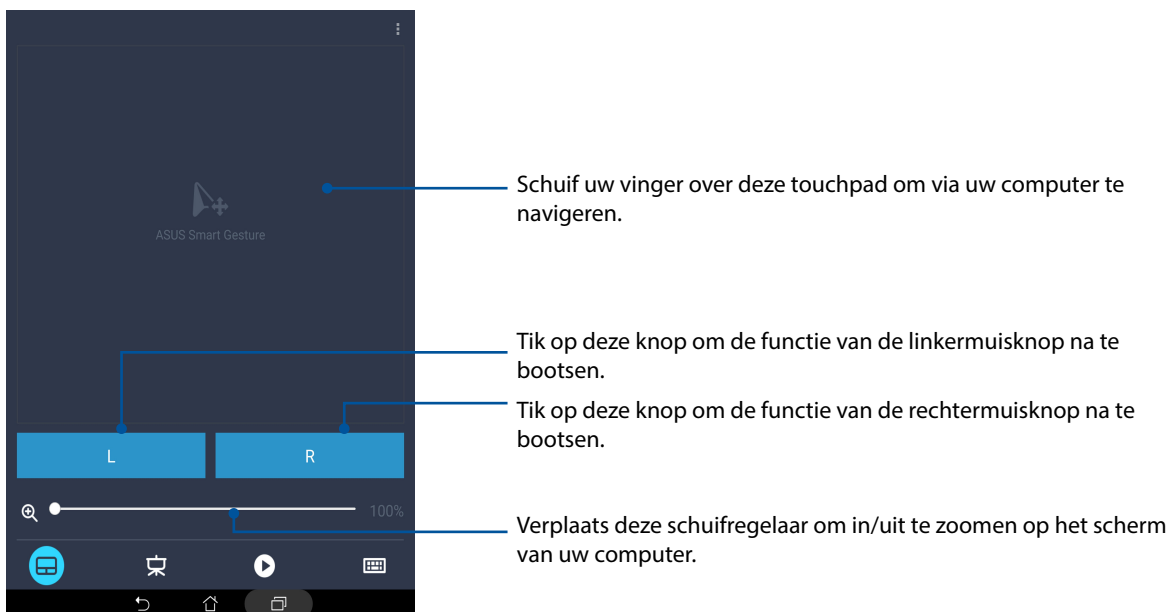 Schuif uw vinger over deze touchpad om via uw computer te
navigeren.
ASUS Smart Gesture
Tik op deze knop om de functie van de linkermuisknop na te
bootsen.
Tik op deze knop om de functie van de rechtermuisknop na te
bootsen.
L
R
100%
Verplaats deze schuifregelaar om in/uit te zoomen op het scherm
van uw computer.